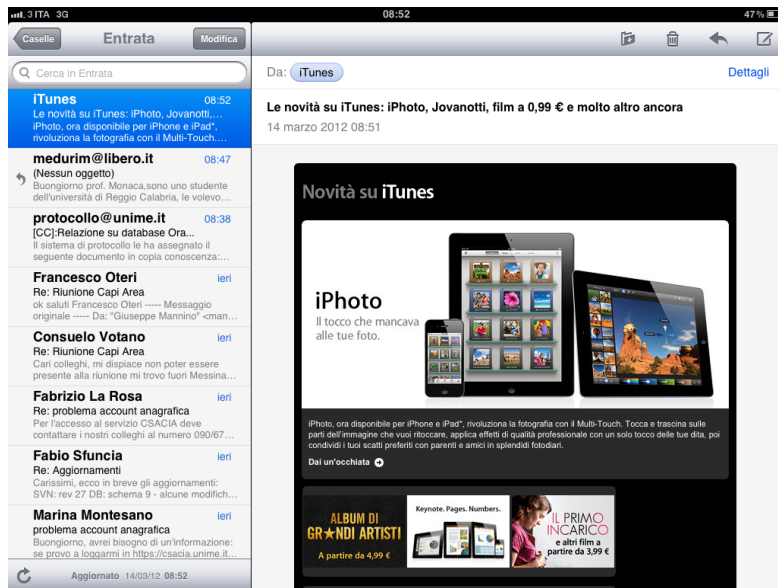 3 ITA 3G
08:52
47%
Caselle
Entrata
Modifica
Cerca in Entrata
iTunes 08:52
Le novità su iTunes: iPhoto, Jovanotti,...
iPhoto, ora disponibile per iPhone e iPad*,
rivoluziona la fotografia con il Multi-Touch....
medurim@libero.it 08:47
(Nessun oggetto)
Buongiorno prof. Monaca,sono uno studente
dell'università di Reggio Calabria, le volevo...
protocollo@unime.it 08:38
[CC]:Relazione su database Ora...
Il sistema di protocollo le ha assegnato il
seguente documento in copia conoscenza:...
Francesco Oteri ieri
Re: Riunione Capi Area
ok saluti Francesco Oteri ----- Messaggio
originale ----- Da: "Giuseppe Mannino" <man...
Consuelo Votano ieri
Re: Riunione Capi Area
Cari colleghi, mi dispiace non poter essere
presente alla riunione mi trovo fuori Messina...
Fabrizio La Rosa ieri
Re: problema account anagrafica
Per l'accesso al servizio CSACIA deve
contattare i nostri colleghi al numero 090/67...
Fabio Sfuncia ieri
Re: Aggiornamenti
Carissimi, ecco in breve gli aggiornamenti:
SVN: rev 27 DB: schema 9 - alcune modifich...
Marina Montesano ieri
problema account anagrafica
Buongiorno, avrei bisogno di un'informazione:
se provo a loggarmi in https://csacia.unime.it...
Aggiornato 14/03/12 08:52
Da: iTunes
Dettagli
Le novità su iTunes: iPhoto, Jovanotti, film a 0,99 € e molto altro ancora
14 marzo 2012 08:51
Novità su iTunes
iPhoto
Il tocco che mancava
alle tue foto.
iPhoto, ora disponibile per iPhone e iPad*, rivoluziona la fotografia con il Multi-Touch. Tocca e trascina sulle
parti dell'immagine che vuoi ritoccare, applica effetti di qualità professionale con un solo tocco delle tue dita, poi
condividi i tuoi scatti preferiti con parenti e amici in splendidi fotodiari.
Dai un'occhiata
ALBUM DI
GR★NDI ARTISTI
A partire da 4,99 €
Keynote. Pages. Numbers.
IL PRIMO
INCARICO
e altri film a
partire da 3,99 €